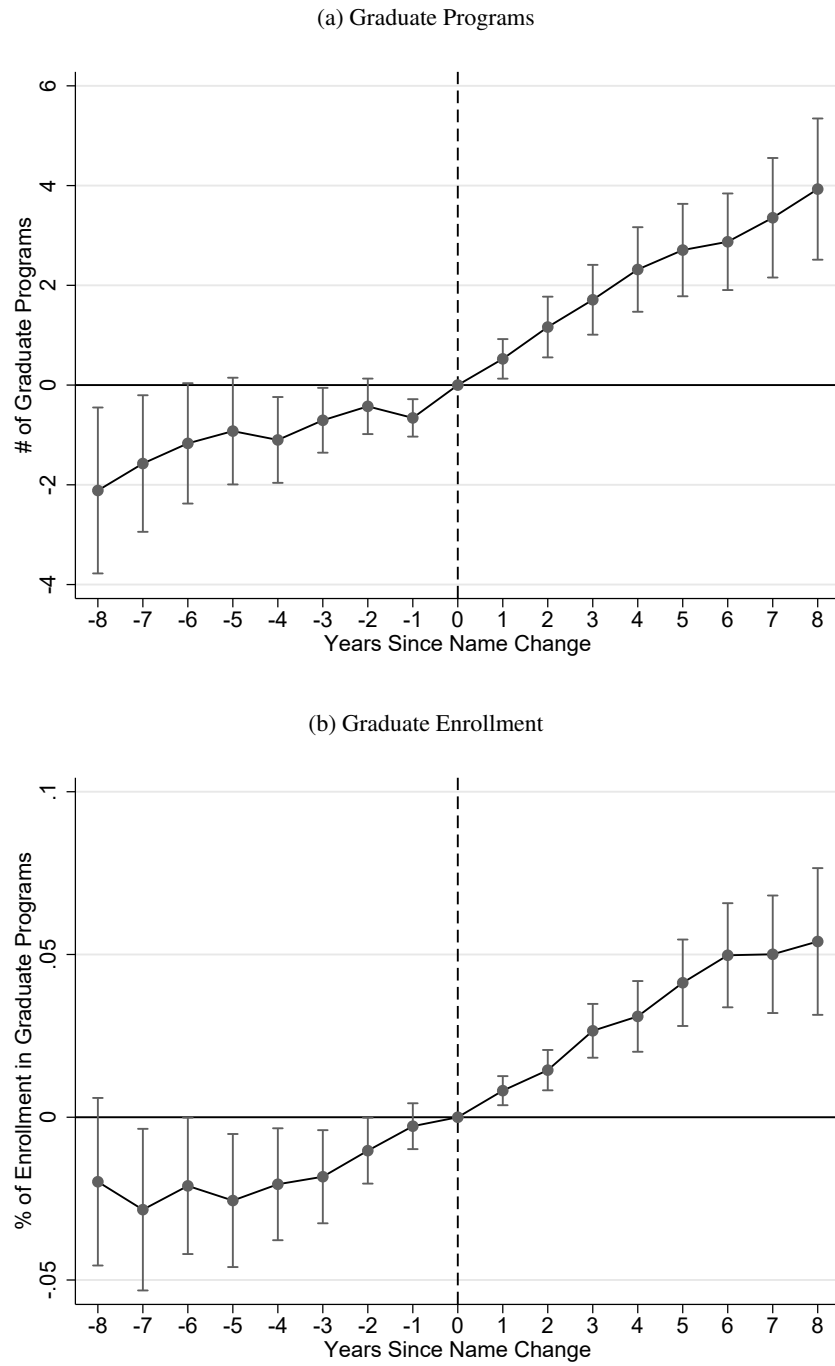 (a) Graduate Programs
# of Graduate Programs
6
4
2
0
-2
-4
-8 -7 -6 -5 -4 -3 -2 -1 0 1 2 3 4 5 6 7 8
Years Since Name Change
(b) Graduate Enrollment
% of Enrollment in Graduate Programs
.1
.05
0
-.05
-8 -7 -6 -5 -4 -3 -2 -1 0 1 2 3 4 5 6 7 8
Years Since Name Change